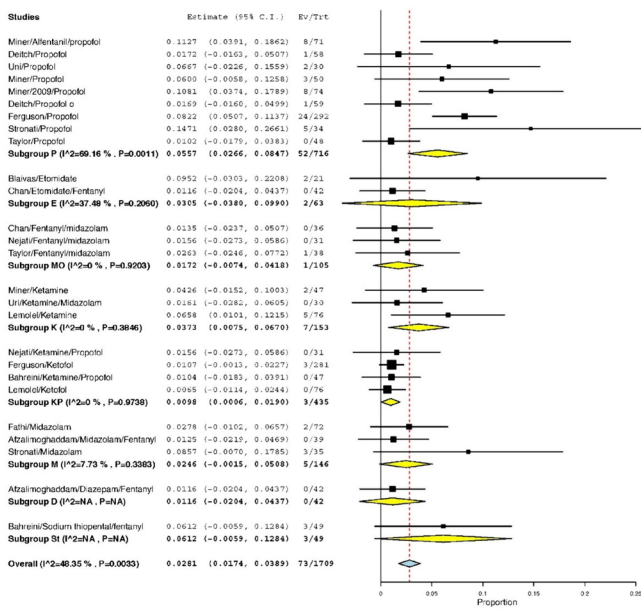 Studies Estimate (95% C.I.) Ev/Trt
Miner/Alfentanil/propofol 0.1127 (0.0391, 0.1862) 8/71
Deitch/Propofol 0.0172 (-0.0163, 0.0507) 1/58
Uni/Propofol 0.0667 (-0.0226, 0.1559) 2/30
Miner/Propofol 0.0600 (-0.0058, 0.1258) 3/50
Miner/2009/Propofol 0.1081 (0.0374, 0.1789) 8/74
Deitch/Propofol o 0.0169 (-0.0160, 0.0499) 1/59
Ferguson/Propofol 0.0822 (0.0507, 0.1137) 24/292
Stronati/Propofol 0.1471 (0.0280, 0.2661) 5/34
Taylor/Propofol 0.0102 (-0.0179, 0.0383) 0/48
Subgroup P (I^2=69.16 % , P=0.0011) 0.0557 (0.0266, 0.0847) 52/716
Blaivas/Etomidate 0.0952 (-0.0303, 0.2208) 2/21
Chan/Etomidate/Fentanyl 0.0116 (-0.0204, 0.0437) 0/42
Subgroup E (I^2=37.48 % , P=0.2060) 0.0305 (-0.0380, 0.0990) 2/63
Chan/Fentanyl/midazolam 0.0135 (-0.0237, 0.0507) 0/36
Nejati/Fentanyl/midazolam 0.0156 (-0.0273, 0.0586) 0/31
Taylor/Fentanyl/midazolam 0.0263 (-0.0246, 0.0772) 1/38
Subgroup MO (I^2=0 % , P=0.9203) 0.0172 (-0.0074, 0.0418) 1/105
Miner/Ketamine 0.0426 (-0.0152, 0.1003) 2/47
Uri/Ketamine/Midazolam 0.0161 (-0.0282, 0.0605) 0/30
Lemolel/Ketamine 0.0658 (0.0101, 0.1215) 5/76
Subgroup K (I^2=0 % , P=0.3846) 0.0373 (0.0075, 0.0670) 7/153
Nejati/Ketamine/Propofol 0.0156 (-0.0273, 0.0586) 0/31
Ferguson/Ketofol 0.0107 (-0.0013, 0.0227) 3/281
Bahreini/Ketamine/Propofol 0.0104 (-0.0183, 0.0391) 0/47
Lemolel/Ketofol 0.0065 (-0.0114, 0.0244) 0/76
Subgroup KP (I^2=0 % , P=0.9738) 0.0098 (0.0006, 0.0190) 3/435
Fathi/Midazolam 0.0278 (-0.0102, 0.0657) 2/72
Afzalimoghaddam/Midazolam/Fentanyl 0.0125 (-0.0219, 0.0469) 0/39
Stronati/Midazolam 0.0857 (-0.0070, 0.1785) 3/35
Subgroup M (I^2=7.73 % , P=0.3383) 0.0246 (-0.0015, 0.0508) 5/146
Afzalimoghaddam/Diazepam/Fentanyl 0.0116 (-0.0204, 0.0437) 0/42
Subgroup D (I^2=NA , P=NA) 0.0116 (-0.0204, 0.0437) 0/42
Bahreini/Sodium thiopental/fentanyl 0.0612 (-0.0059, 0.1284) 3/49
Subgroup St (I^2=NA , P=NA) 0.0612 (-0.0059, 0.1284) 3/49
Overall (I^2=48.35 % , P=0.0033) 0.0281 (0.0174, 0.0389) 73/1709
0 0.05 0.1 0.15 0.2 0.25
Proportion